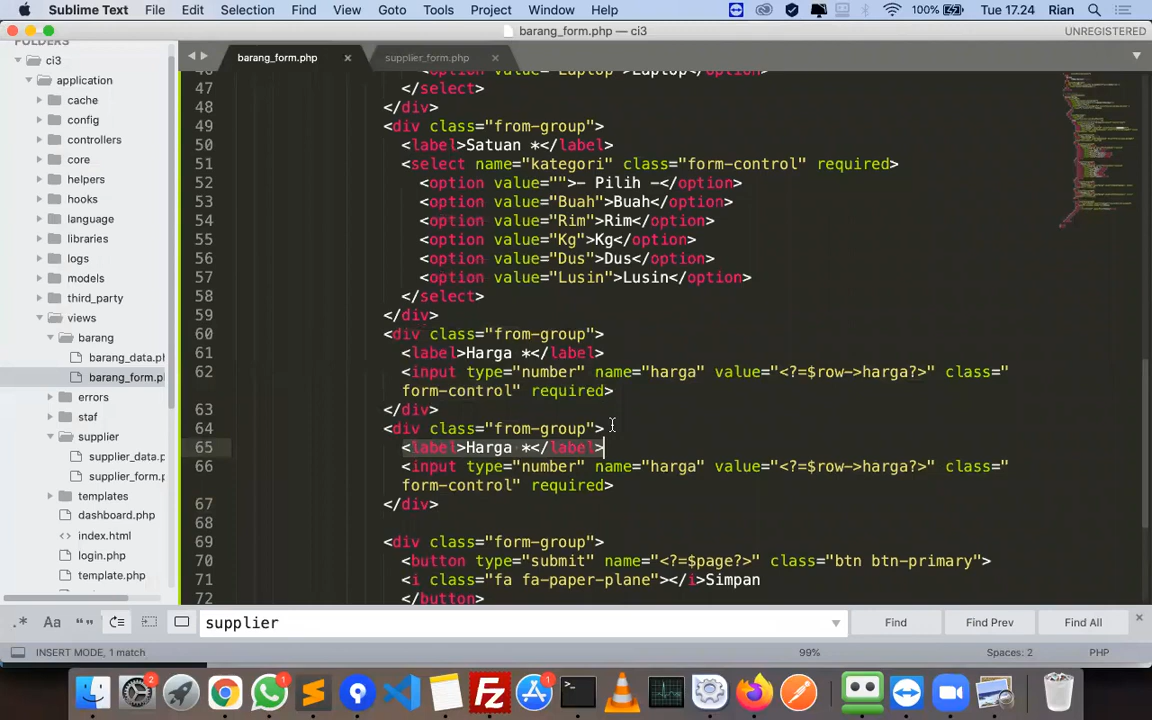 Sublime Text File Edit Selection Find View Goto Tools Project Window Help 100% Tue 17.24 Rian
barang_form.php — ci3 UNREGISTERED
FOLDERS
barang_form.php × supplier_form.php ×
ci3
application
cache
config
controllers
core
helpers
hooks
language
libraries
logs
models
third_party
views
barang
barang_data.ph
barang_form.p
errors
staf
supplier
supplier_data.p
supplier_form.p
templates
dashboard.php
index.html
login.php
template.php
46 <option value="Laptop">Laptop</option>
47 </select>
48 </div>
49 <div class="from-group">
50 <label>Satuan *</label>
51 <select name="kategori" class="form-control" required>
52 <option value="">- Pilih -</option>
53 <option value="Buah">Buah</option>
54 <option value="Rim">Rim</option>
55 <option value="Kg">Kg</option>
56 <option value="Dus">Dus</option>
57 <option value="Lusin">Lusin</option>
58 </select>
59 </div>
60 <div class="from-group">
61 <label>Harga *</label>
62 <input type="number" name="harga" value="<?=$row->harga?>" class="
form-control" required>
63 </div>
64 <div class="from-group">
65 <label>Harga *</label>
66 <input type="number" name="harga" value="<?=$row->harga?>" class="
form-control" required>
67 </div>
68
69 <div class="form-group">
70 <button type="submit" name="<?=$page?>" class="btn btn-primary">
71 <i class="fa fa-paper-plane"></i>Simpan
72 </button>
.* Aa “” supplier Find Find Prev Find All ×
INSERT MODE, 1 match 99% Spaces: 2 PHP
2 1